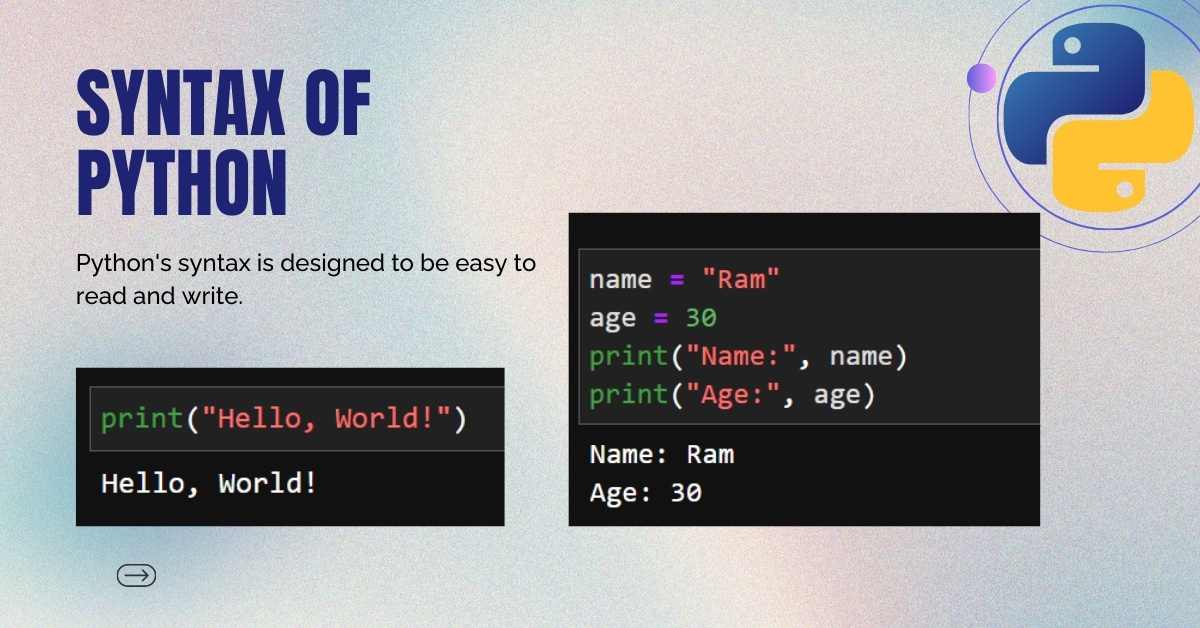 SYNTAX OF
PYTHON
Python's syntax is designed to be easy to
read and write.
print("Hello, World!")
Hello, World!
name = "Ram"
age = 30
print("Name:", name)
print("Age:", age)
Name: Ram
Age: 30